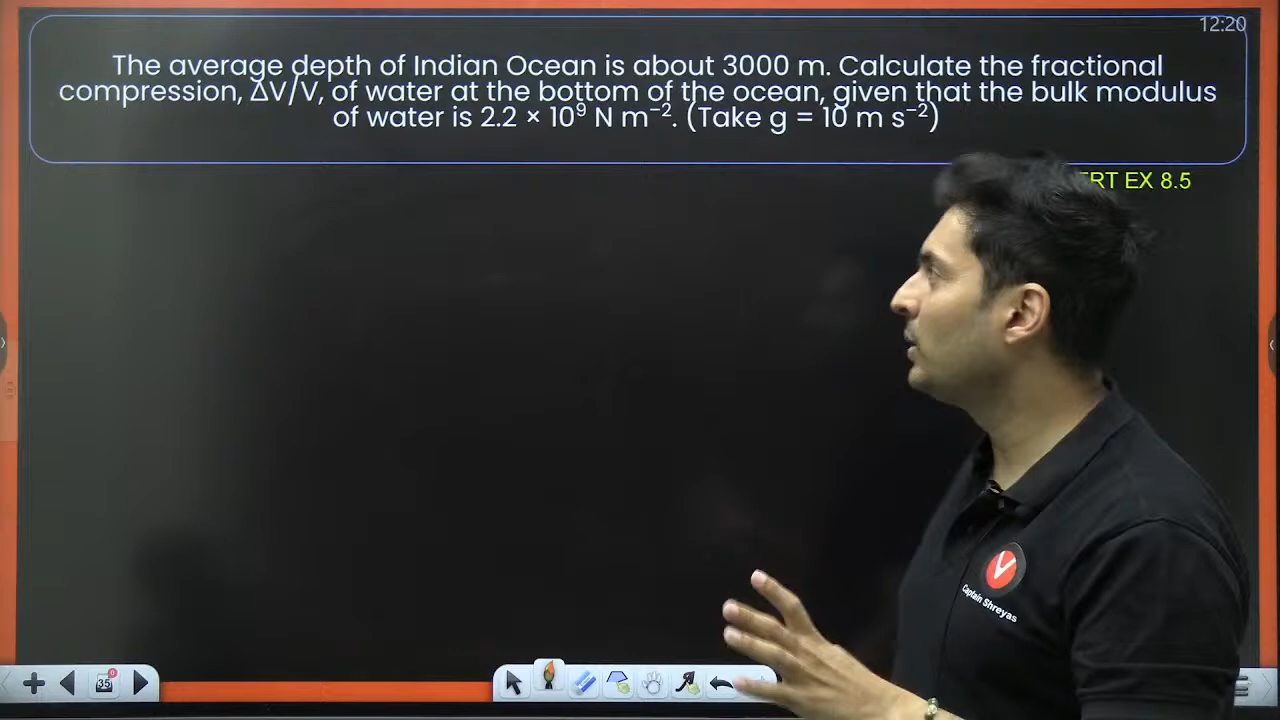 12:20
The average depth of Indian Ocean is about 3000 m. Calculate the fractional
compression, ΔV/V, of water at the bottom of the ocean, given that the bulk modulus
of water is 2.2 × 10⁹ N m⁻². (Take g = 10 m s⁻²)
ERT EX 8.5
Captain Shreyas
35